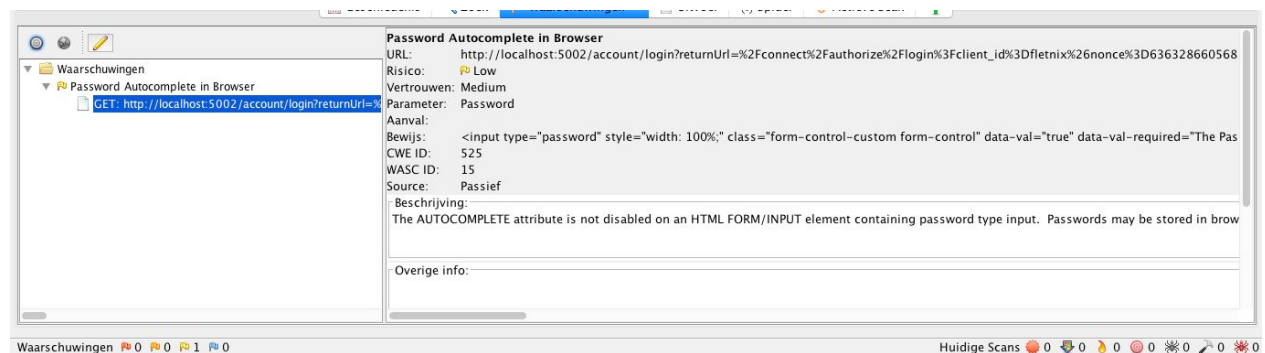 Waarschuwingen
Password Autocomplete in Browser
GET: http://localhost:5002/account/login?returnUrl=%
Password Autocomplete in Browser
URL: http://localhost:5002/account/login?returnUrl=%2Fconnect%2Fauthorize%2Flogin%3Fclient_id%3Dfletnix%26nonce%3D636328660568
Risico: Low
Vertrouwen: Medium
Parameter: Password
Aanval:
Bewijs: <input type="password" style="width: 100%;" class="form-control-custom form-control" data-val="true" data-val-required="The Pas
CWE ID: 525
WASC ID: 15
Source: Passief
Beschrijving:
The AUTOCOMPLETE attribute is not disabled on an HTML FORM/INPUT element containing password type input. Passwords may be stored in brow
Overige info:
Waarschuwingen 0 0 1 0 Huidige Scans 0 0 0 0 0 0 0